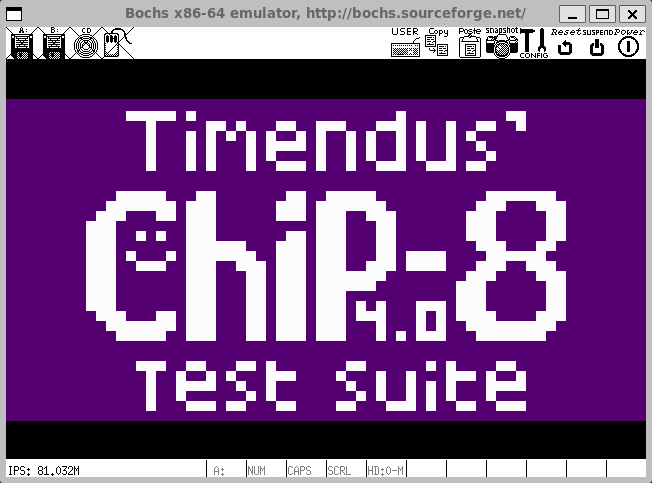 Bochs x86-64 emulator, http://bochs.sourceforge.net/
A: B: CD USER Copy Paste snapshot CONFIG Reset SUSPEND Power
Timendus'
Chip-8
4.0
Test suite
IPS: 81.032M A: NUM CAPS SCRL HD:0-M